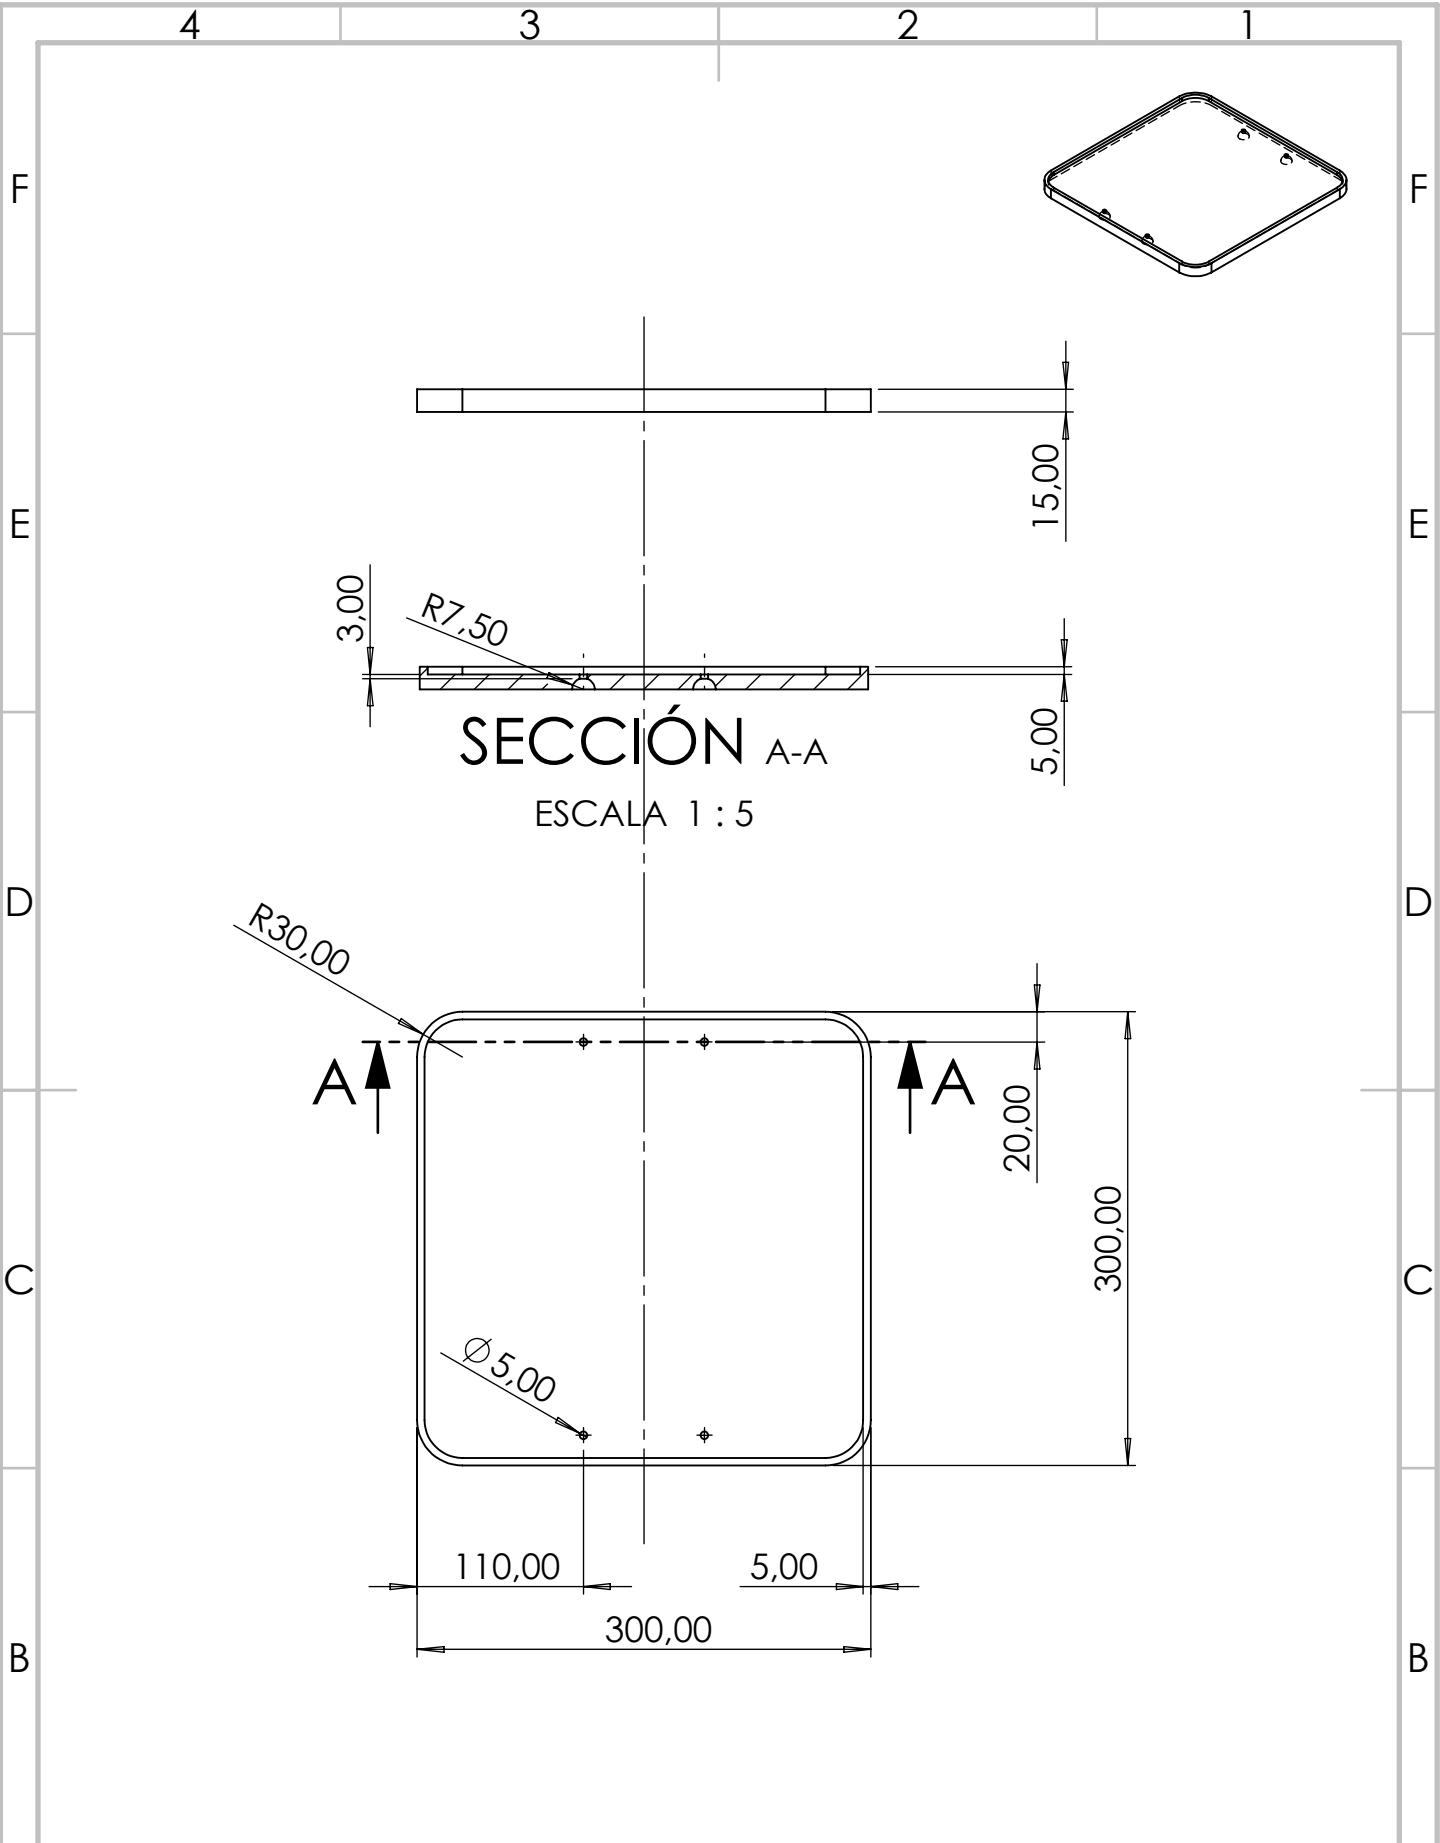 4 3 2 1
F F
15,00
E E
3,00
R7,50
5,00
SECCIÓN A-A
ESCALA 1 : 5
D D
R30,00
A A
20,00
300,00
C C
Ø 5,00
110,00 5,00
300,00
B B